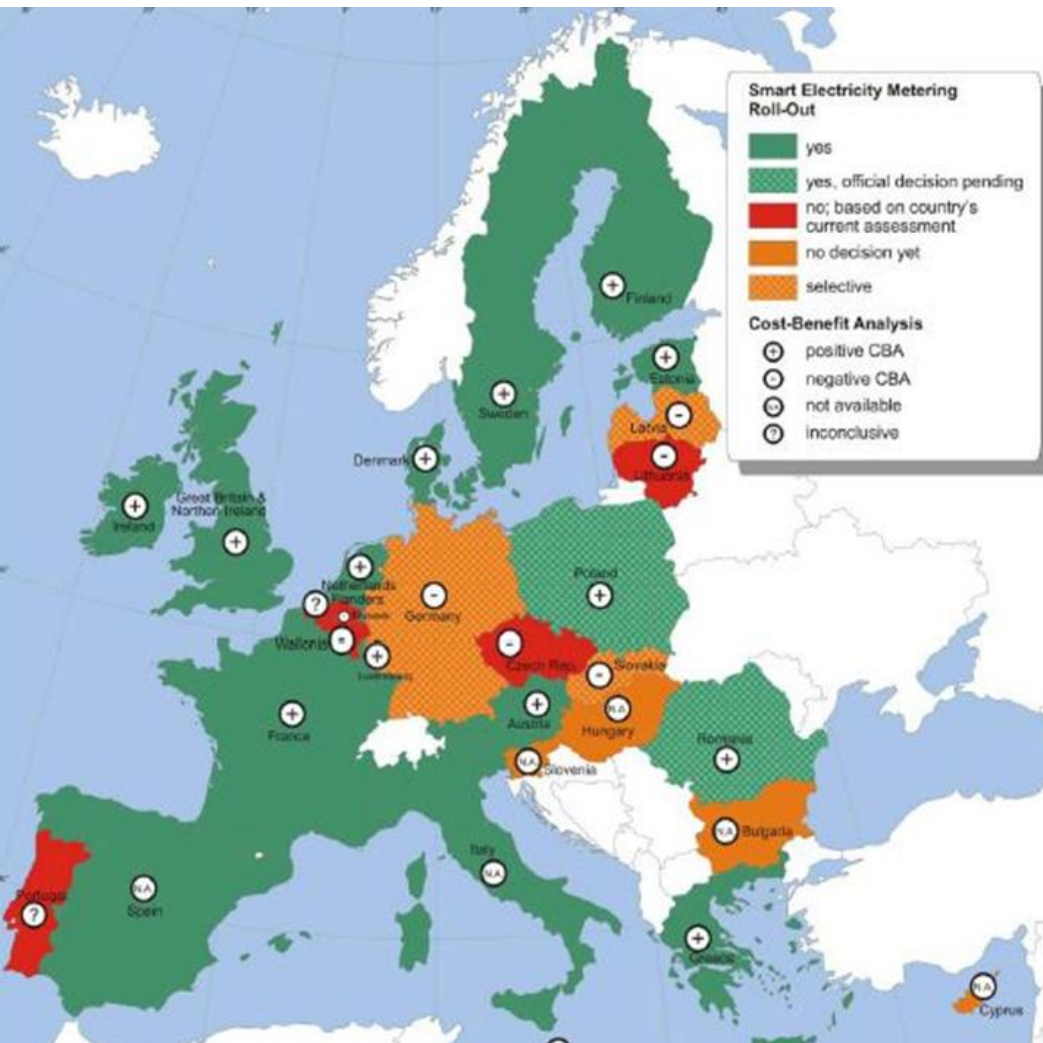 Smart Electricity Metering
Roll-Out
yes
yes, official decision pending
no; based on country's
current assessment
no decision yet
selective
Cost-Benefit Analysis
+ positive CBA
- negative CBA
N.A not available
? inconclusive
+
Finland
+
Estonia
+
Sweden
-
Latvia
-
Lithuania
Denmark +
+
Ireland
Great Britain &
Northen Ireland
+
+
Netherlands
?
Flanders
Wallonia
+
-
Germany
Poland
+
-
Czech Rep.
Slovakia
-
+
Austria
N.A
Hungary
+
France
N.A
Slovenia
Romania
+
N.A Bulgaria
Italy
N.A
N.A
Spain
Portugal
?
+
Greece
N.A
Cyprus